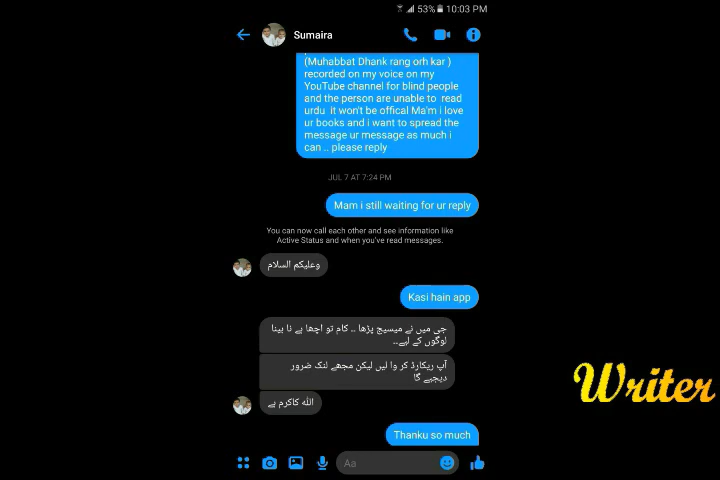 53% 10:03 PM
Sumaira
(Muhabbat Dhank rang orh kar )
recorded on my voice on my
YouTube channel for blind people
and the person are unable to read
urdu it won't be offical Ma'm i love
ur books and i want to spread the
message ur message as much i
can .. please reply
JUL 7 AT 7:24 PM
Mam i still waiting for ur reply
You can now call each other and see information like
Active Status and when you've read messages.
وعلیکم السلام
Kasi hain app
جی میں نے میسیج پڑھا .. کام تو اچھا ہے نا بینا
لوگوں کے لیے..
آپ ریکارڈ کر وا لیں لیکن مجھے لنک ضرور
دیجیے گا
اللہ کاکرم ہے
Thanku so much
Aa
Writer